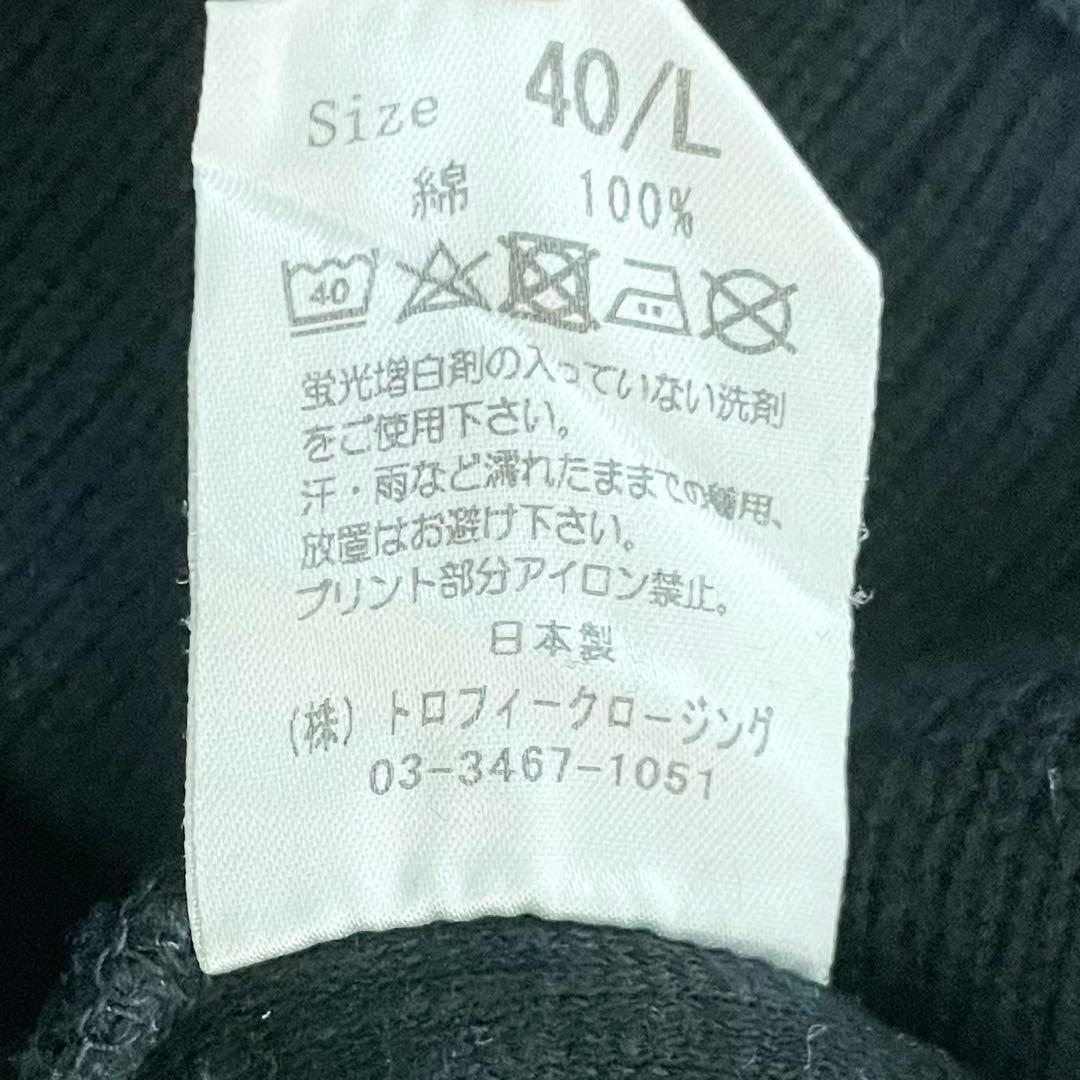 Size 40/L
綿 100%
40
蛍光増白剤の入っていない洗剤
をご使用下さい。
汗・雨など濡れたままでの着用、
放置はお避け下さい。
プリント部分アイロン禁止。
日本製
(株) トロフィークロージング
03-3467-1051